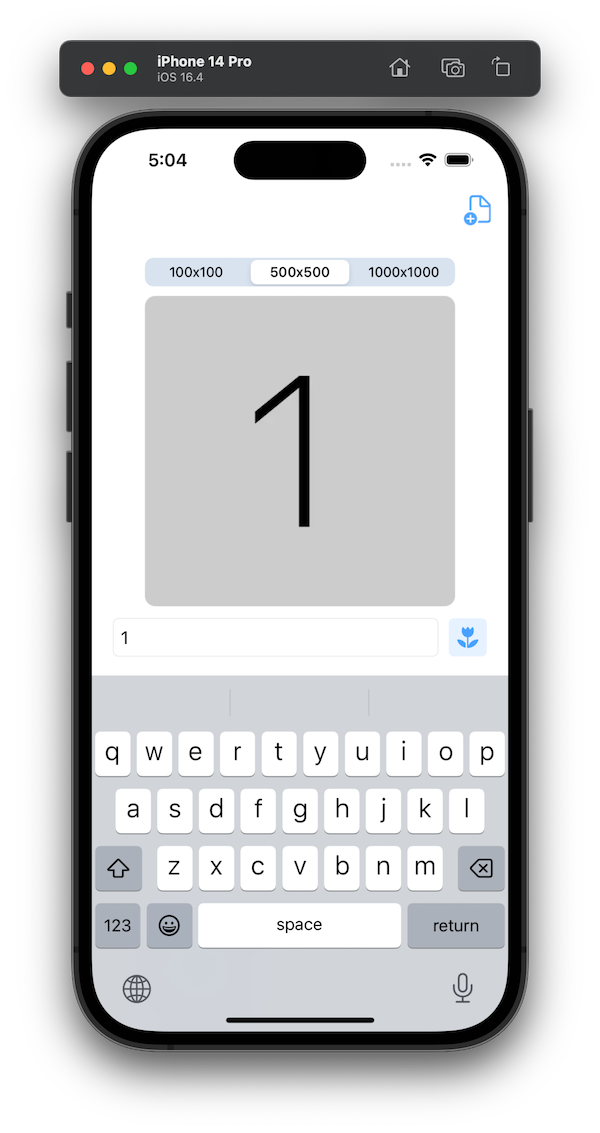 iPhone 14 Pro
iOS 16.4
5:04
100x100 500x500 1000x1000
1
1
q w e r t y u i o p
a s d f g h j k l
z x c v b n m
123 space return